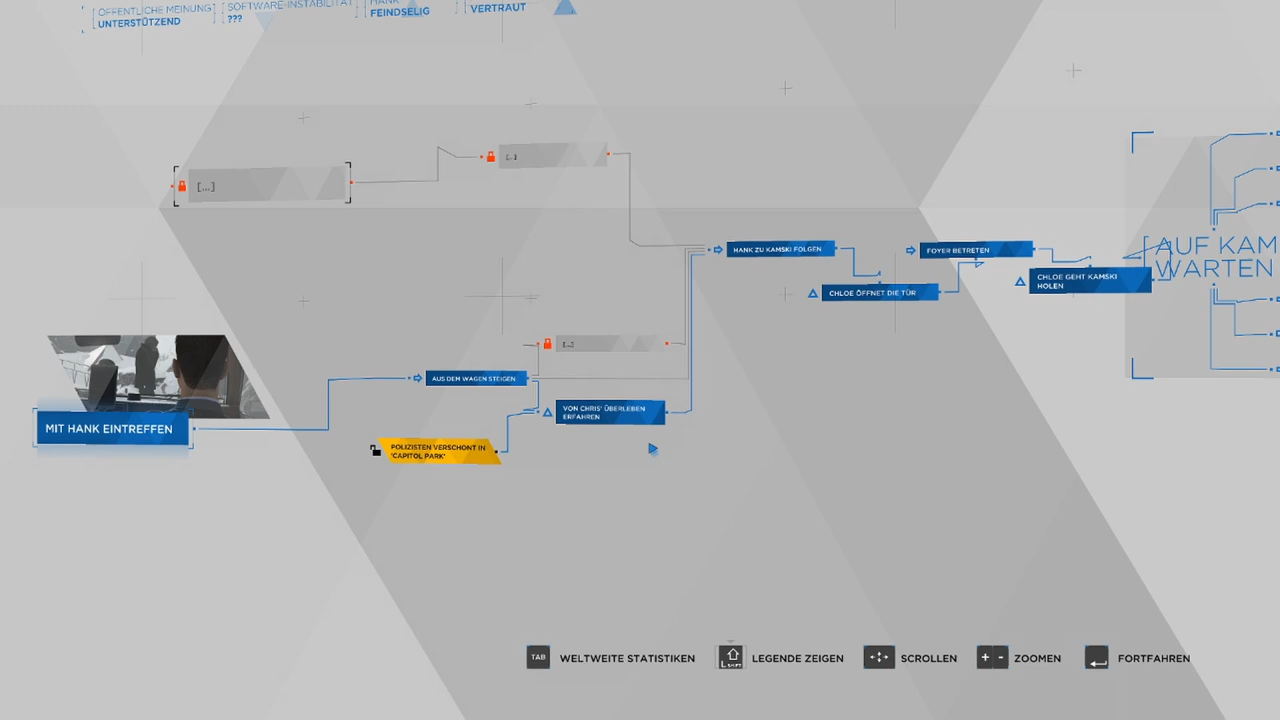 ÖFFENTLICHE MEINUNG
UNTERSTÜTZEND
SOFTWARE-INSTABILITÄT
???
HANK
FEINDSELIG
VERTRAUT
[...]
[...]
HANK ZU KAMSKI FOLGEN
FOYER BETRETEN
AUF KAM
WARTEN
CHLOE GEHT KAMSKI
HOLEN
CHLOE ÖFFNET DIE TÜR
[...]
AUS DEM WAGEN STEIGEN
VON CHRIS' ÜBERLEBEN
ERFAHREN
MIT HANK EINTREFFEN
POLIZISTEN VERSCHONT IN
'CAPITOL PARK'
TAB
WELTWEITE STATISTIKEN
LEGENDE ZEIGEN
SCROLLEN
+ -
ZOOMEN
FORTFAHREN